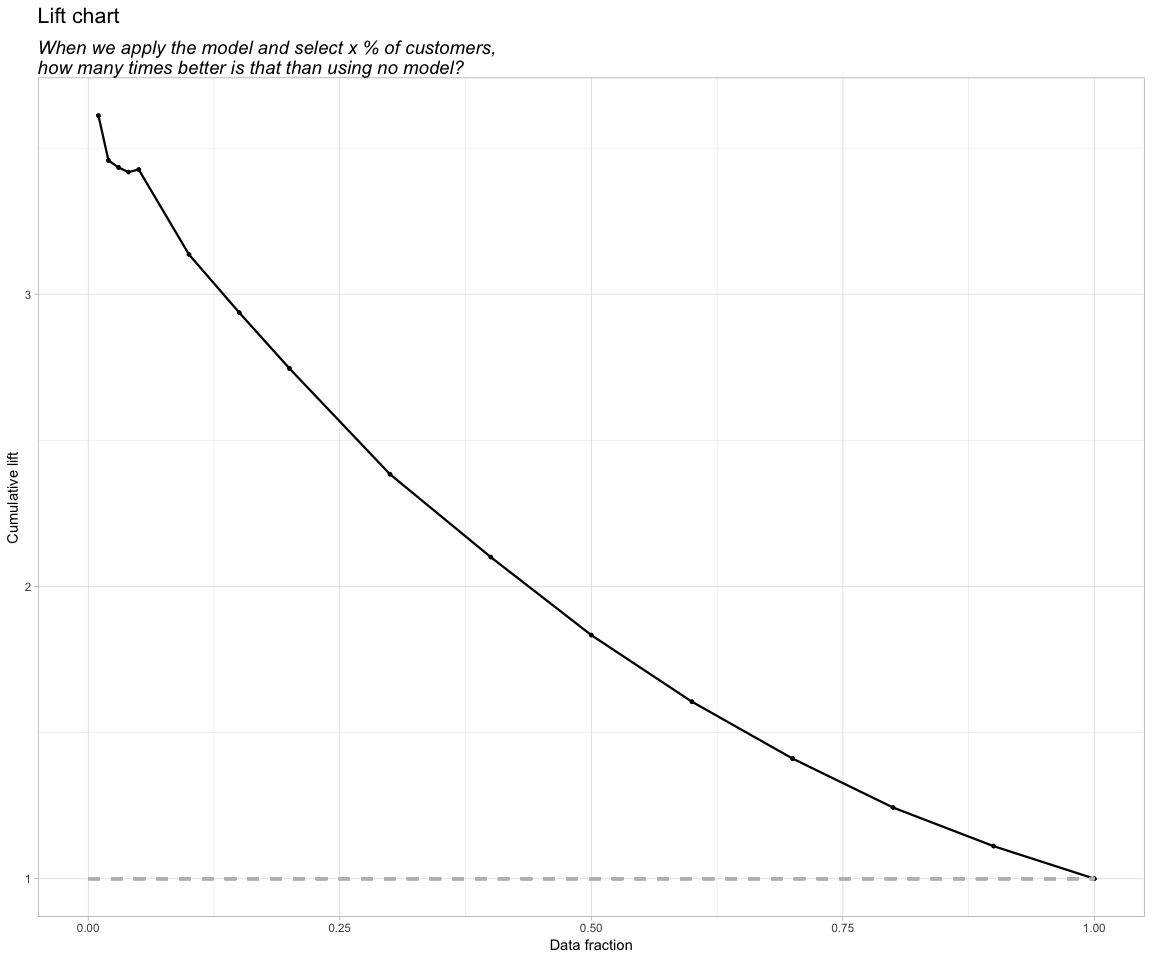 Lift chart
When we apply the model and select x % of customers,
how many times better is that than using no model?
Cumulative lift
3
2
1
0.00
0.25
0.50
0.75
1.00
Data fraction